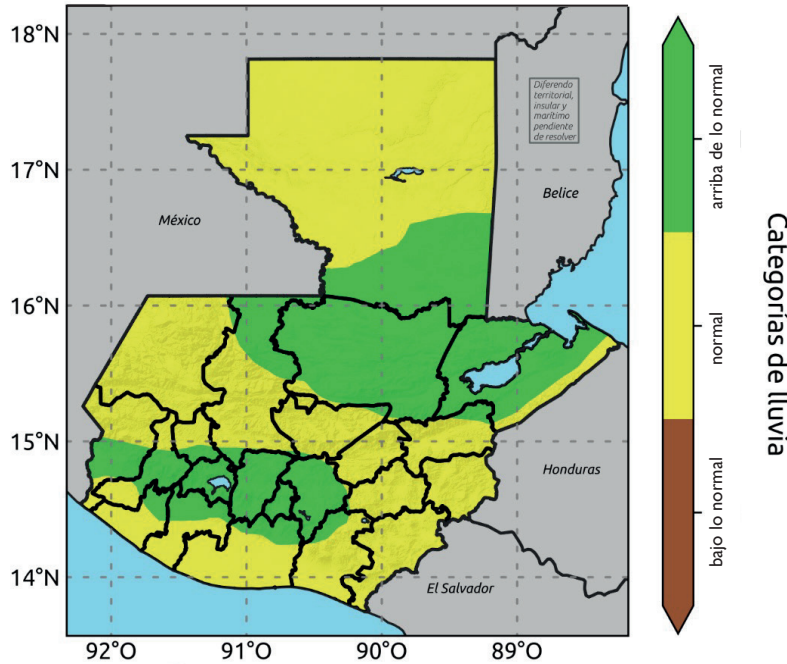 18°N
17°N
16°N
15°N
14°N
92°O
91°O
90°O
89°O
México
Diferendo
territorial,
insular y
marítimo
pendiente
de resolver
Belice
Honduras
El Salvador
arriba de lo normal
normal
bajo lo normal
Categorías de lluvia